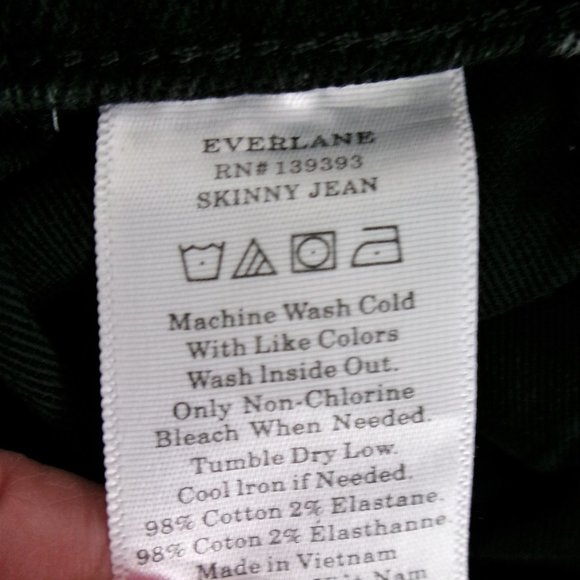 EVERLANE
RN# 139393
SKINNY JEAN
Machine Wash Cold
With Like Colors
Wash Inside Out.
Only Non-Chlorine
Bleach When Needed.
Tumble Dry Low.
Cool Iron if Needed.
98% Cotton 2% Elastane.
98% Coton 2% Élasthanne
Made in Vietnam
Nam